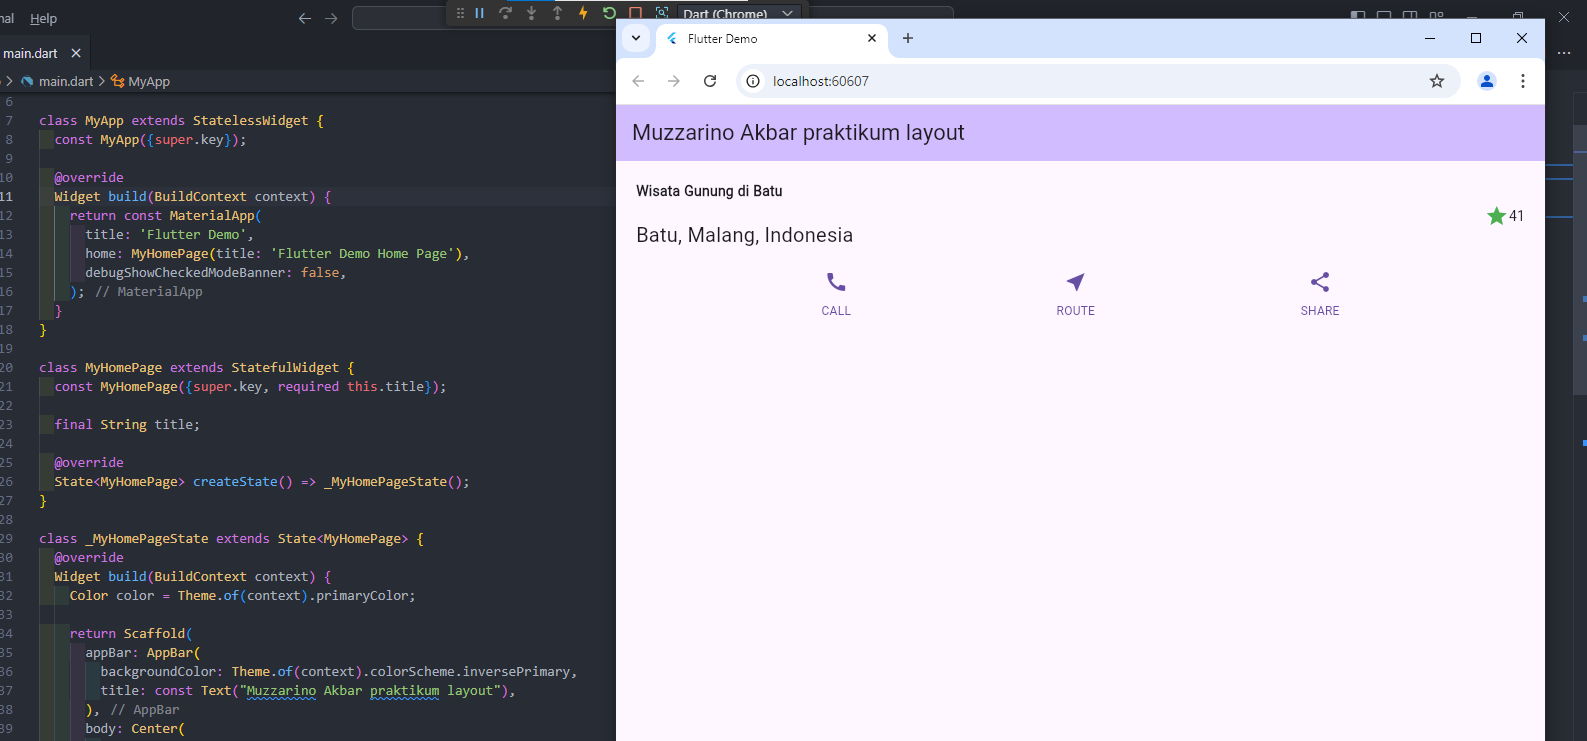 nal Help
Dart (Chrome)
main.dart
main.dart > MyApp
6
7 class MyApp extends StatelessWidget {
8 const MyApp({super.key});
9
10 @override
11 Widget build(BuildContext context) {
12 return const MaterialApp(
13 title: 'Flutter Demo',
14 home: MyHomePage(title: 'Flutter Demo Home Page'),
15 debugShowCheckedModeBanner: false,
16 ); // MaterialApp
17 }
18 }
19
20 class MyHomePage extends StatefulWidget {
21 const MyHomePage({super.key, required this.title});
22
23 final String title;
24
25 @override
26 State<MyHomePage> createState() => _MyHomePageState();
27 }
28
29 class _MyHomePageState extends State<MyHomePage> {
30 @override
31 Widget build(BuildContext context) {
32 Color color = Theme.of(context).primaryColor;
33
34 return Scaffold(
35 appBar: AppBar(
36 backgroundColor: Theme.of(context).colorScheme.inversePrimary,
37 title: const Text("Muzzarino Akbar praktikum layout"),
38 ), // AppBar
39 body: Center(
Flutter Demo
localhost:60607
Muzzarino Akbar praktikum layout
Wisata Gunung di Batu
41
Batu, Malang, Indonesia
CALL ROUTE SHARE